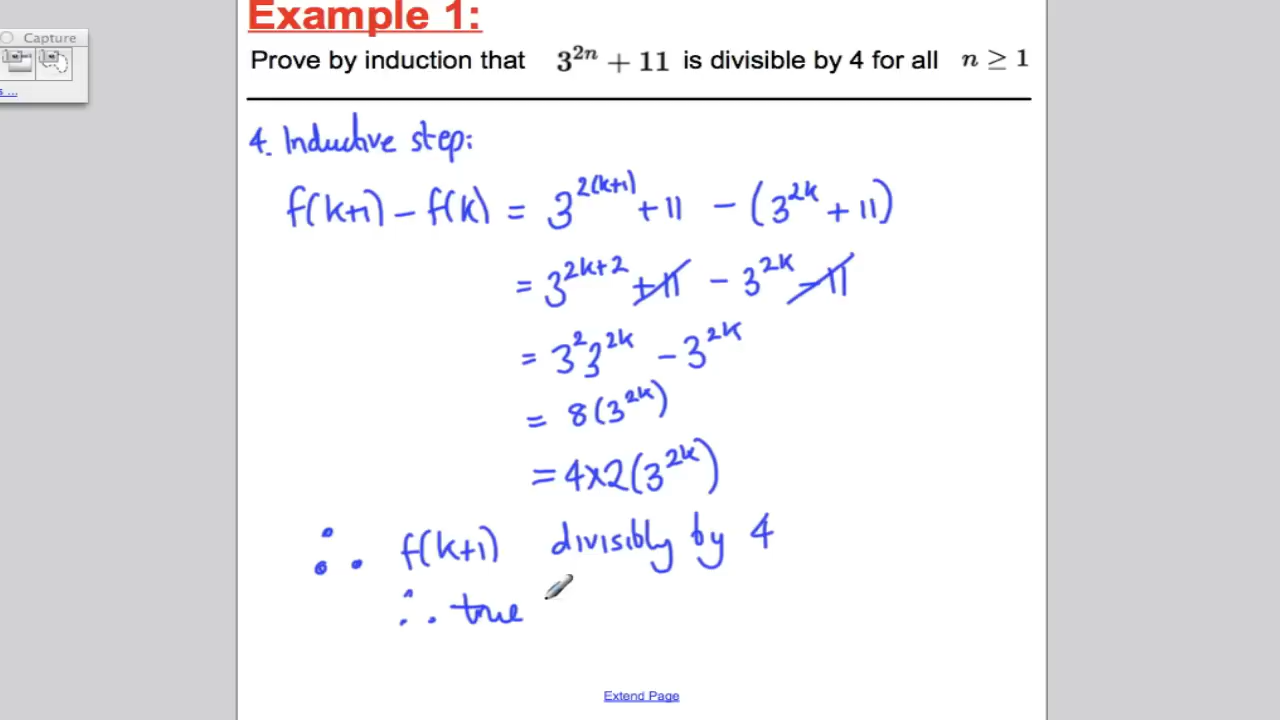 Capture
s ...
Example 1:
Prove by induction that 3^{2n} + 11 is divisible by 4 for all n ≥ 1
4. Inductive step:
f(k+1) - f(k) = 3^{2(k+1)} + 11 - (3^{2k} + 11)
= 3^{2k+2} + 11 - 3^{2k} - 11
= 3^2 3^{2k} - 3^{2k}
= 8(3^{2k})
= 4×2(3^{2k})
∴ f(k+1) divisibly by 4
∴ true
Extend Page